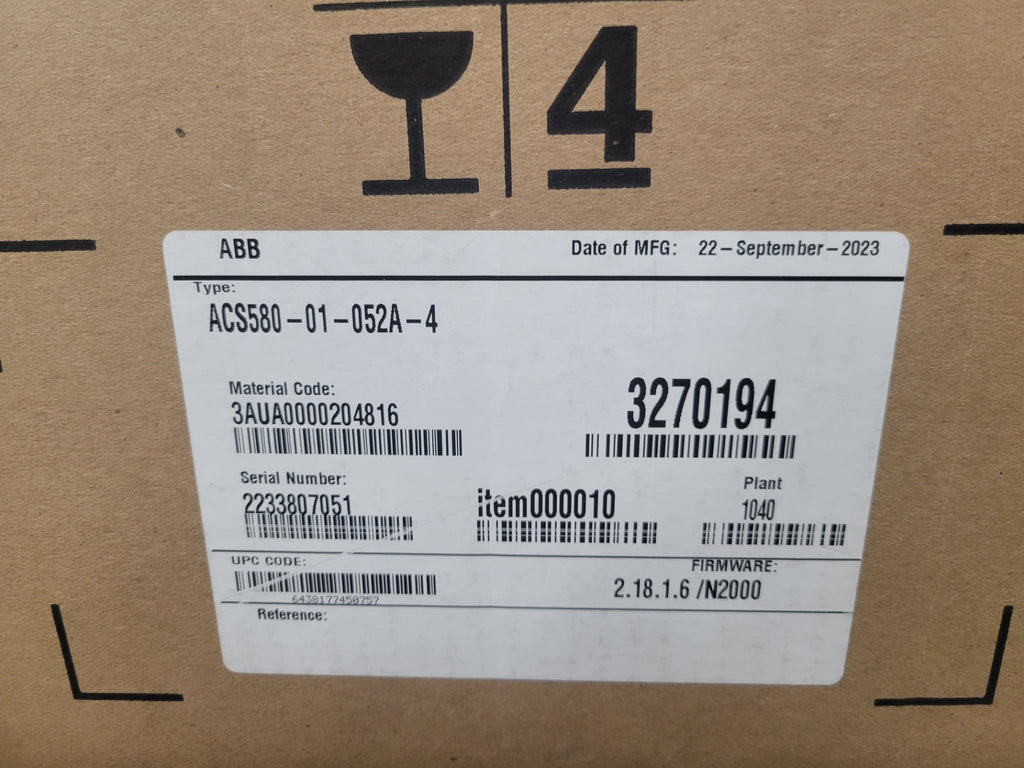 4
ABB
Date of MFG: 22-September-2023
Type:
ACS580-01-052A-4
Material Code:
3AUA0000204816
3270194
Serial Number:
2233807051
item000010
Plant
1040
UPC CODE:
6438177450757
FIRMWARE:
2.18.1.6 /N2000
Reference: